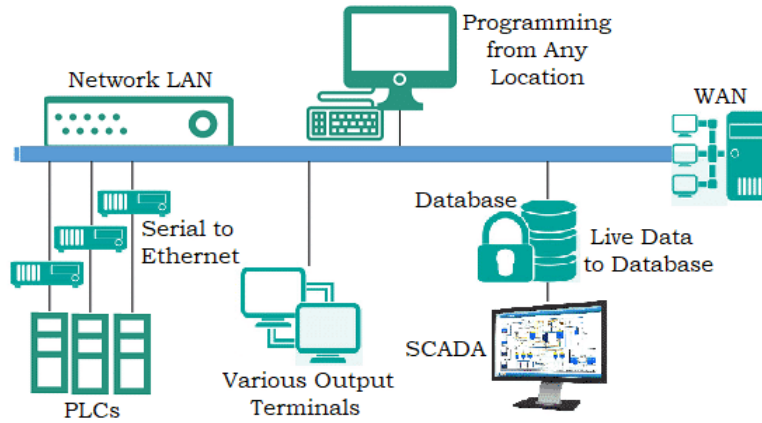 Programming
from Any
Location
Network LAN
WAN
Serial to
Ethernet
Database
Live Data
to Database
SCADA
Various Output
Terminals
PLCs